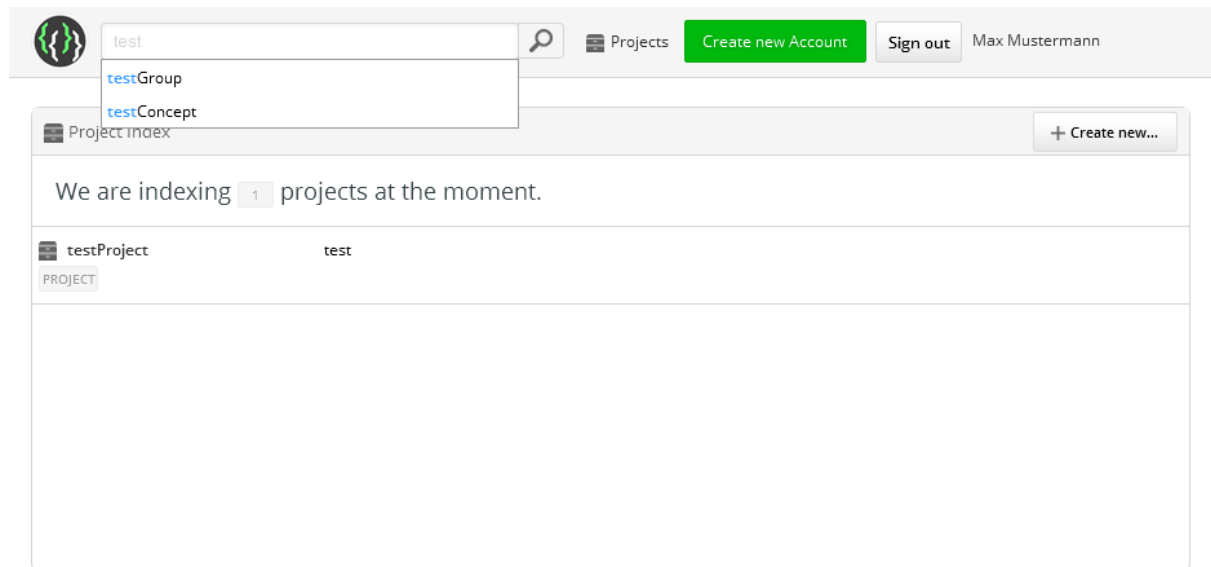 test
Projects
Create new Account
Sign out
Max Mustermann
testGroup
testConcept
Project Index
+ Create new...
We are indexing 1 projects at the moment.
testProject test
PROJECT